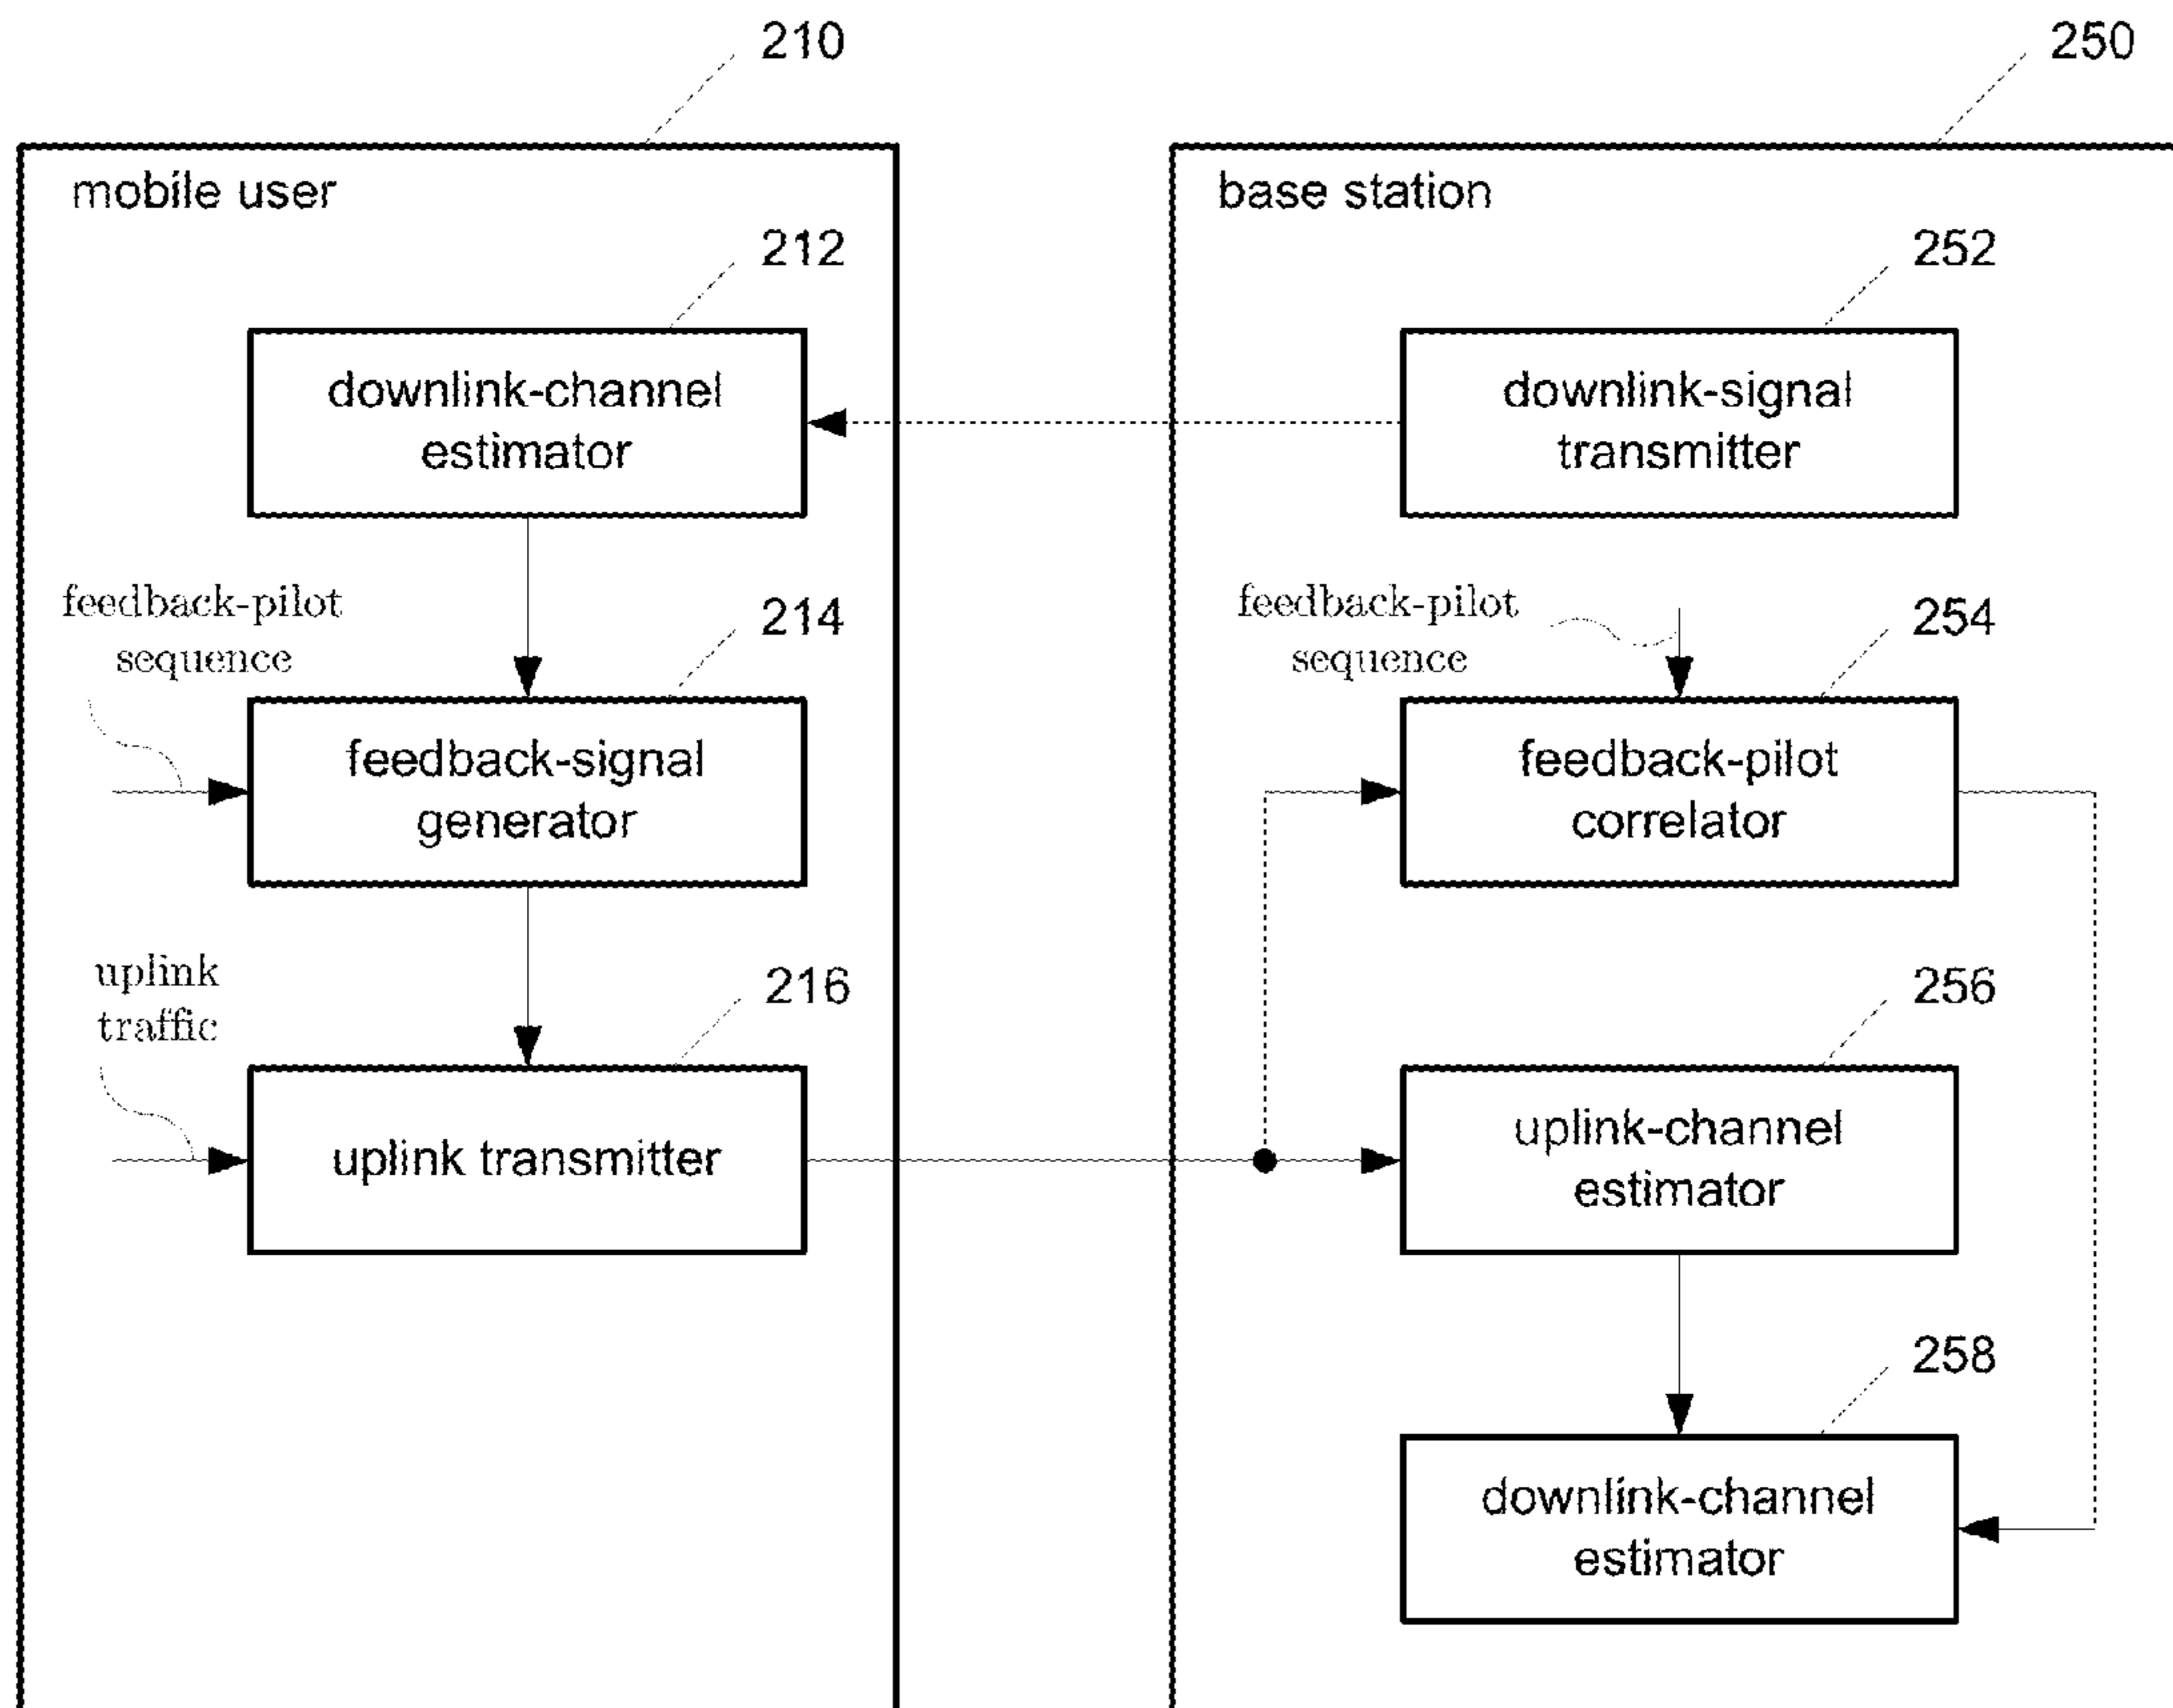 210
250
mobile user
base station
212
252
downlink-channel
estimator
downlink-signal
transmitter
feedback-pilot
sequence
214
feedback-pilot
sequence
254
feedback-signal
generator
feedback-pilot
correlator
uplink
traffic
216
256
uplink transmitter
uplink-channel
estimator
258
downlink-channel
estimator